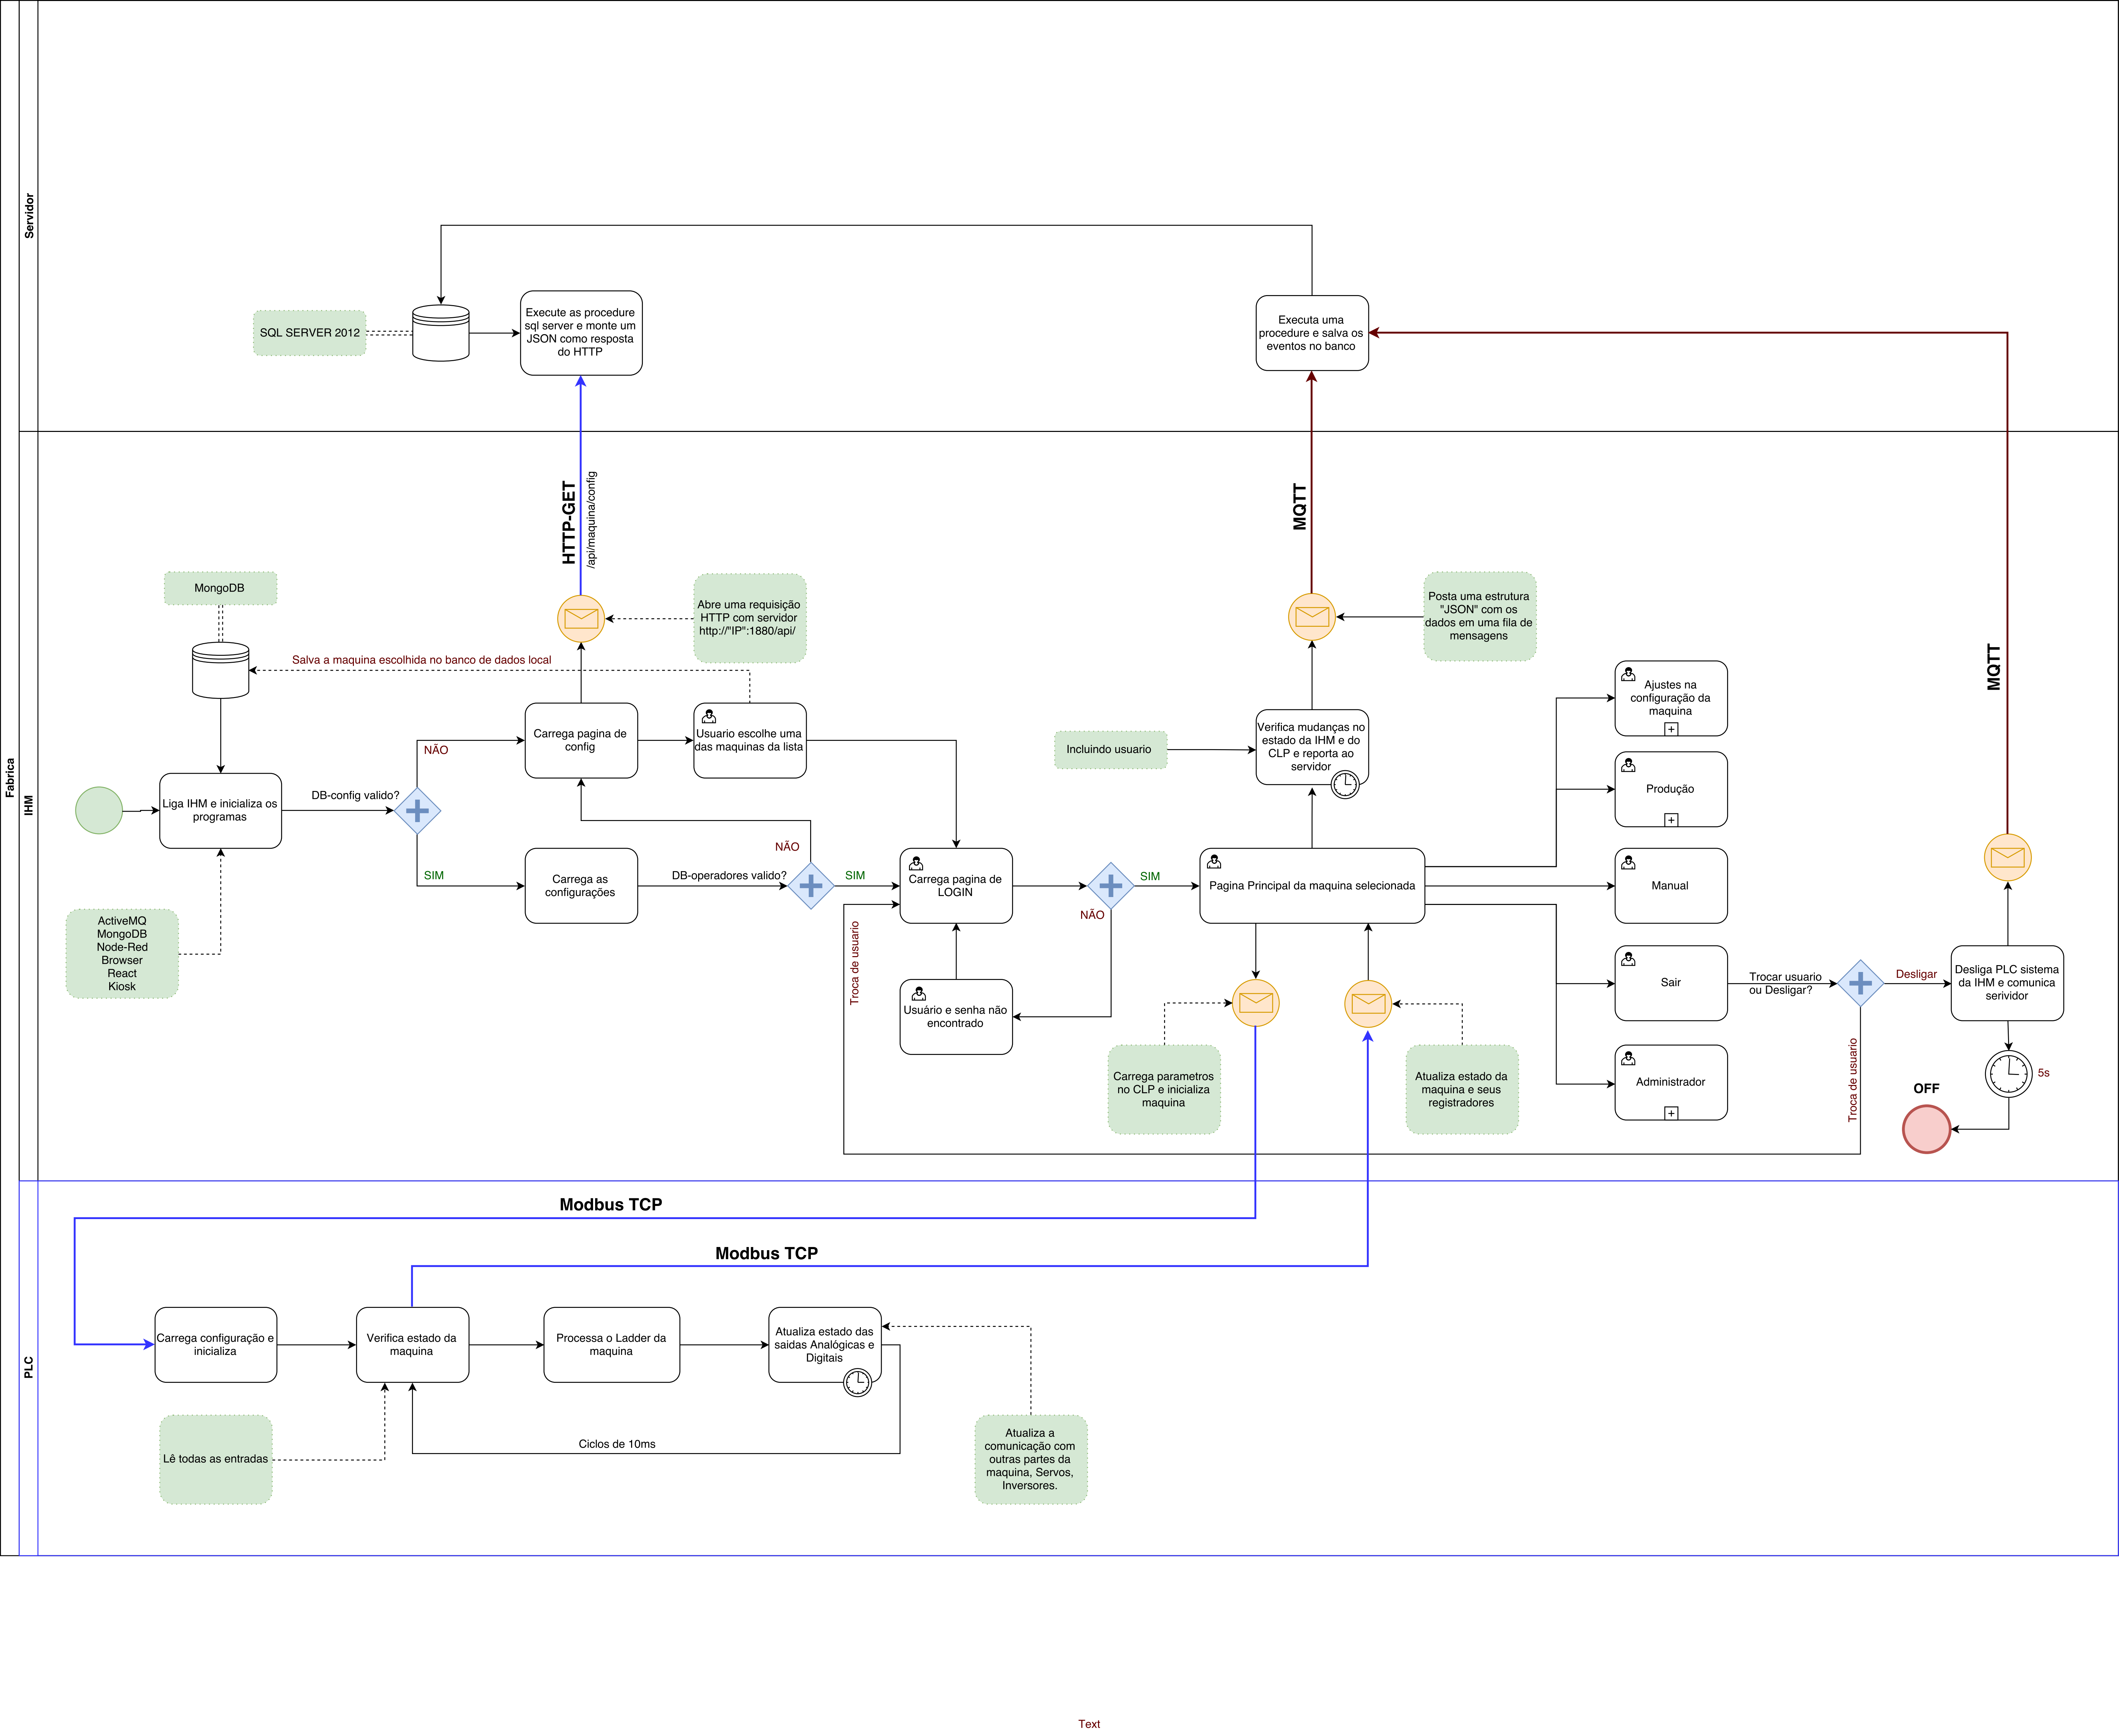 Fabrica
Servidor
SQL SERVER 2012
Execute as procedure
sql server e monte um
JSON como resposta
do HTTP
Executa uma
procedure e salva os
eventos no banco
IHM
HTTP-GET
/api/maquina/config
MQTT
MQTT
MongoDB
Abre uma requisição
HTTP com servidor
http://"IP":1880/api/
Posta uma estrutura
"JSON" com os
dados em uma fila de
mensagens
Salva a maquina escolhida no banco de dados local
Carrega pagina de
config
Usuario escolhe uma
das maquinas da lista
Incluindo usuario
Verifica mudanças no
estado da IHM e do
CLP e reporta ao
servidor
Ajustes na
configuração da
maquina
Produção
NÃO
Liga IHM e inicializa os
programas
DB-config valido?
SIM
Carrega as
configurações
DB-operadores valido?
NÃO
SIM
Carrega pagina de
LOGIN
SIM
NÃO
Pagina Principal da maquina selecionada
Manual
ActiveMQ
MongoDB
Node-Red
Browser
React
Kiosk
Troca de usuario
Usuário e senha não
encontrado
Sair
Trocar usuario
ou Desligar?
Desligar
Desliga PLC sistema
da IHM e comunica
serividor
Carrega parametros
no CLP e inicializa
maquina
Atualiza estado da
maquina e seus
registradores
Administrador
Troca de usuario
5s
OFF
PLC
Modbus TCP
Modbus TCP
Carrega configuração e
inicializa
Verifica estado da
maquina
Processa o Ladder da
maquina
Atualiza estado das
saidas Analógicas e
Digitais
Lê todas as entradas
Ciclos de 10ms
Atualiza a
comunicação com
outras partes da
maquina, Servos,
Inversores.
Text